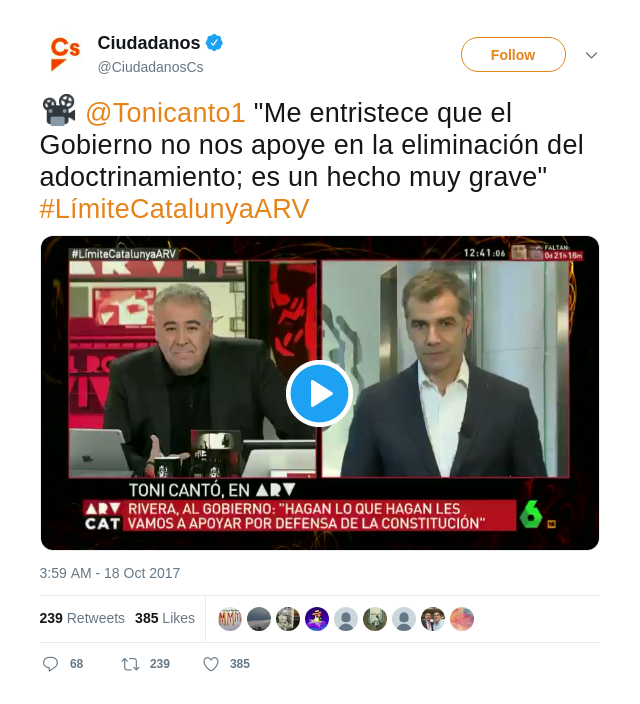 Cs
Ciudadanos
@CiudadanosCs
Follow
@Tonicanto1 "Me entristece que el
Gobierno no nos apoye en la eliminación del
adoctrinamiento; es un hecho muy grave"
#LímiteCatalunyaARV
#LímiteCatalunyaARV
12:41:06
FALTAN:
0d 21h 18m
TONI CANTÓ, EN ARV
ARV
CAT
RIVERA, AL GOBIERNO: "HAGAN LO QUE HAGAN LES
VAMOS A APOYAR POR DEFENSA DE LA CONSTITUCIÓN"
6
3:59 AM - 18 Oct 2017
239 Retweets 385 Likes
68 239 385